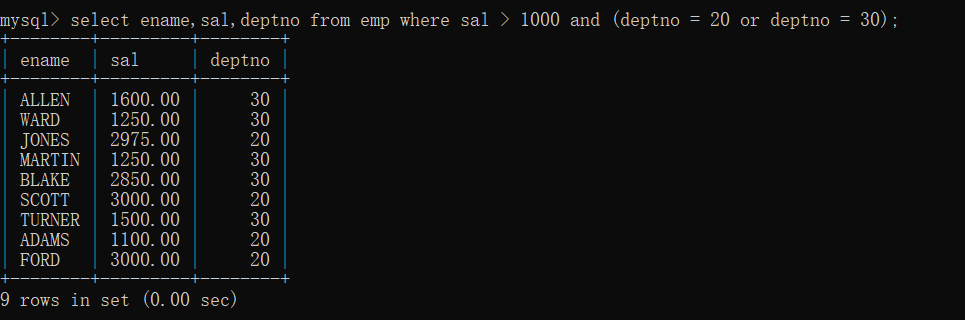 mysql> select ename,sal,deptno from emp where sal > 1000 and (deptno = 20 or deptno = 30);
+--------+---------+--------+
| ename  | sal     | deptno |
+--------+---------+--------+
| ALLEN  | 1600.00 |     30 |
| WARD   | 1250.00 |     30 |
| JONES  | 2975.00 |     20 |
| MARTIN | 1250.00 |     30 |
| BLAKE  | 2850.00 |     30 |
| SCOTT  | 3000.00 |     20 |
| TURNER | 1500.00 |     30 |
| ADAMS  | 1100.00 |     20 |
| FORD   | 3000.00 |     20 |
+--------+---------+--------+
9 rows in set (0.00 sec)